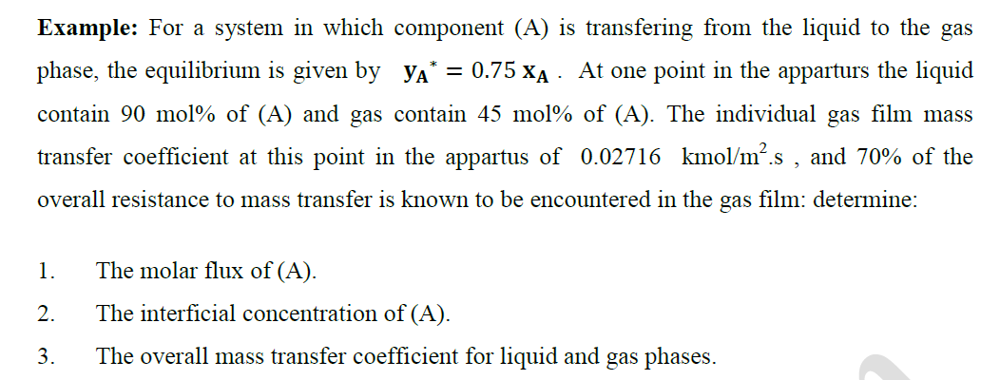 Example: For a system in which component (A) is transfering from the liquid to the gas
phase, the equilibrium is given by yA* = 0.75 xA . At one point in the apparturs the liquid
contain 90 mol% of (A) and gas contain 45 mol% of (A). The individual gas film mass
transfer coefficient at this point in the appartus of 0.02716 kmol/m².s , and 70% of the
overall resistance to mass transfer is known to be encountered in the gas film: determine:
1. The molar flux of (A).
2. The interficial concentration of (A).
3. The overall mass transfer coefficient for liquid and gas phases.